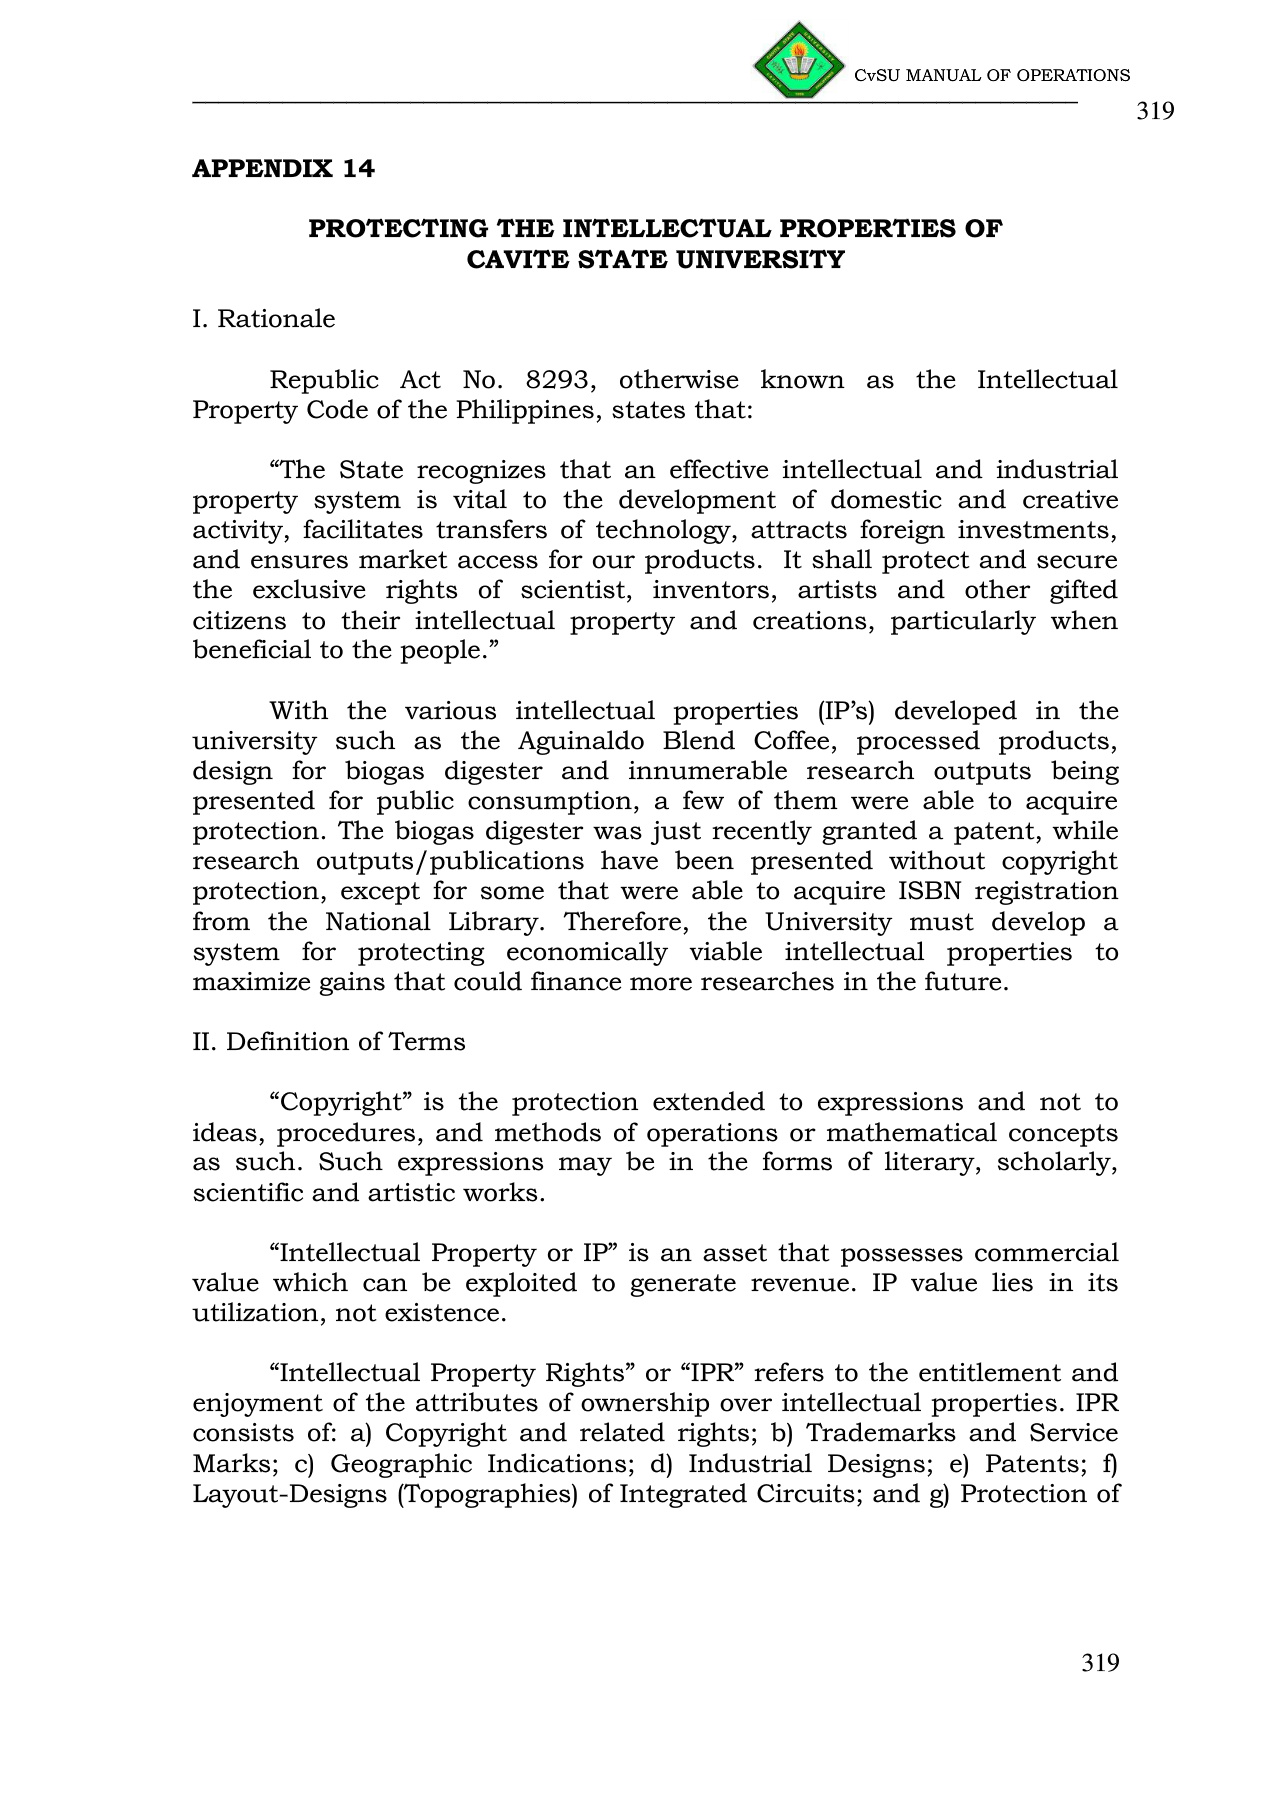 CvSU MANUAL OF OPERATIONS
319
APPENDIX 14
PROTECTING THE INTELLECTUAL PROPERTIES OF
CAVITE STATE UNIVERSITY
I. Rationale
Republic Act No. 8293, otherwise known as the Intellectual
Property Code of the Philippines, states that:
“The State recognizes that an effective intellectual and industrial
property system is vital to the development of domestic and creative
activity, facilitates transfers of technology, attracts foreign investments,
and ensures market access for our products. It shall protect and secure
the exclusive rights of scientist, inventors, artists and other gifted
citizens to their intellectual property and creations, particularly when
beneficial to the people.”
With the various intellectual properties (IP’s) developed in the
university such as the Aguinaldo Blend Coffee, processed products,
design for biogas digester and innumerable research outputs being
presented for public consumption, a few of them were able to acquire
protection. The biogas digester was just recently granted a patent, while
research outputs/publications have been presented without copyright
protection, except for some that were able to acquire ISBN registration
from the National Library. Therefore, the University must develop a
system for protecting economically viable intellectual properties to
maximize gains that could finance more researches in the future.
II. Definition of Terms
“Copyright” is the protection extended to expressions and not to
ideas, procedures, and methods of operations or mathematical concepts
as such. Such expressions may be in the forms of literary, scholarly,
scientific and artistic works.
“Intellectual Property or IP” is an asset that possesses commercial
value which can be exploited to generate revenue. IP value lies in its
utilization, not existence.
“Intellectual Property Rights” or “IPR” refers to the entitlement and
enjoyment of the attributes of ownership over intellectual properties. IPR
consists of: a) Copyright and related rights; b) Trademarks and Service
Marks; c) Geographic Indications; d) Industrial Designs; e) Patents; f)
Layout-Designs (Topographies) of Integrated Circuits; and g) Protection of
319